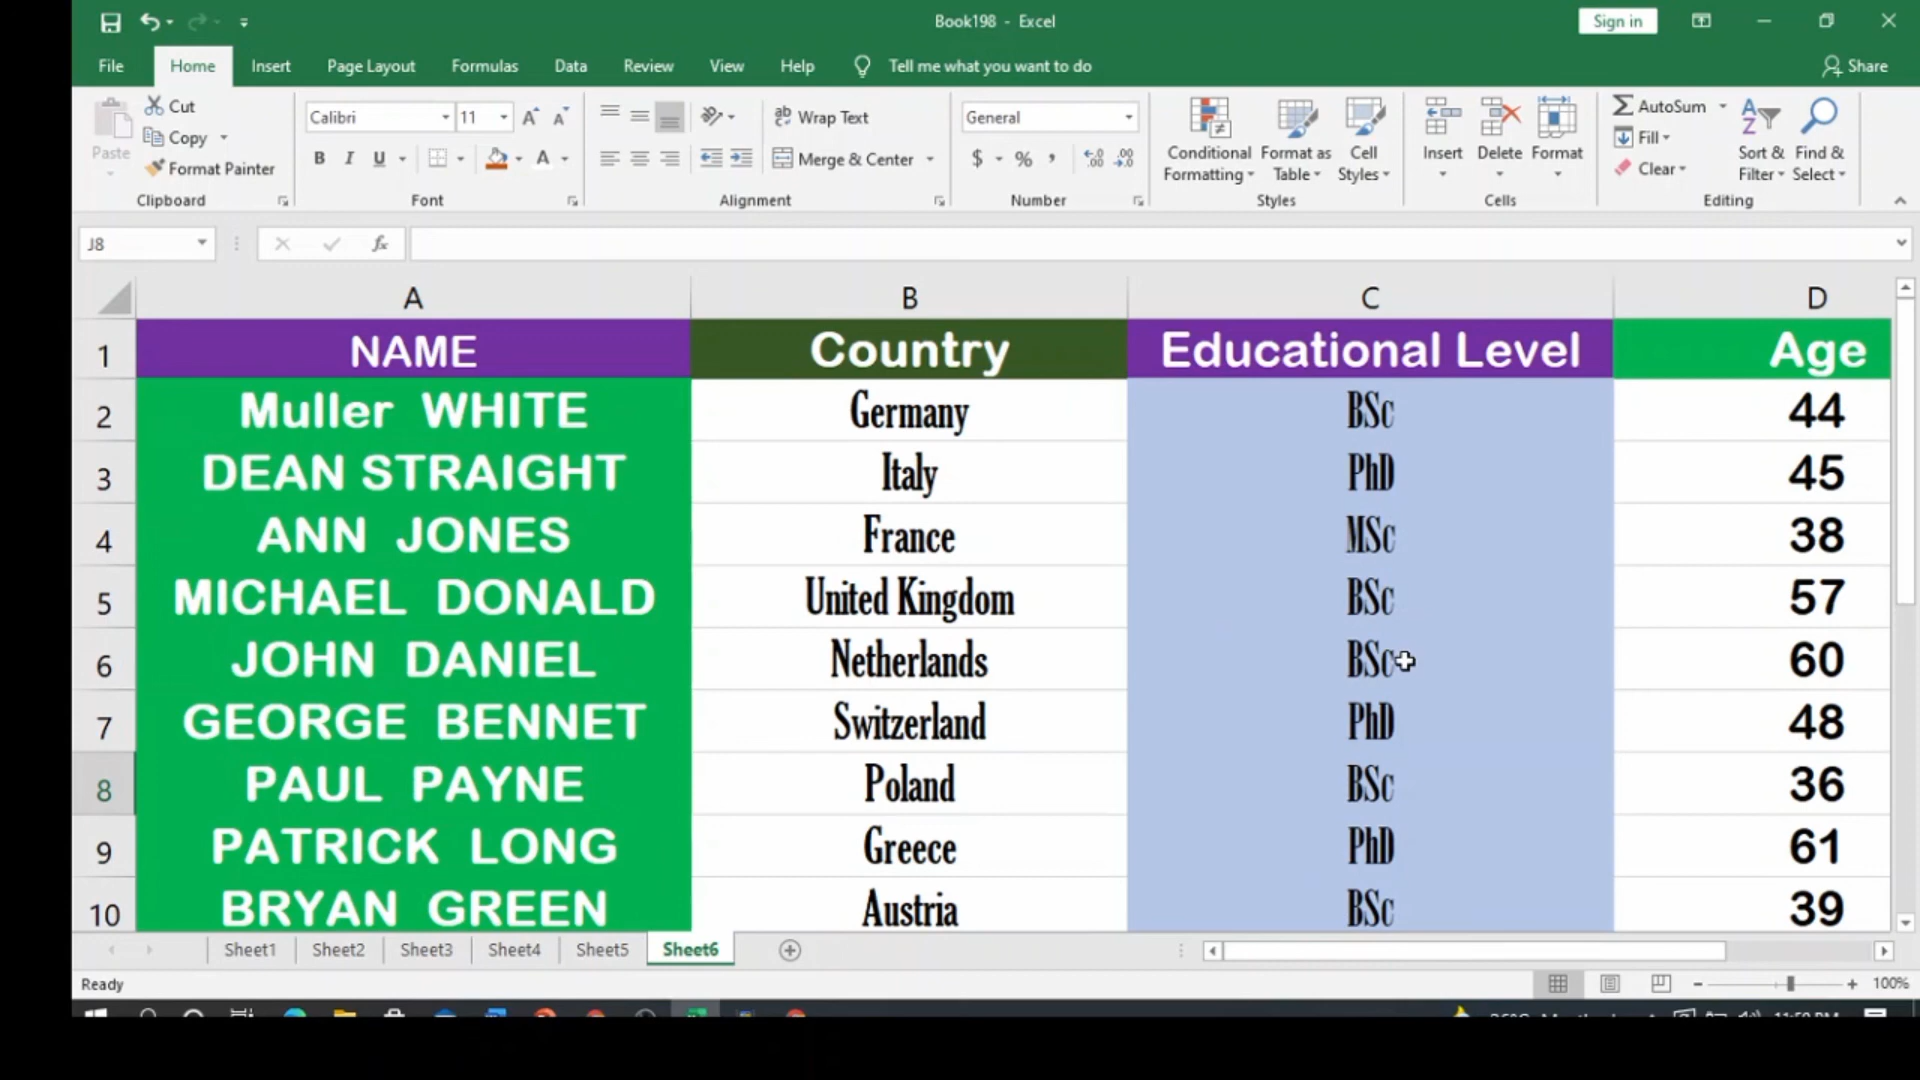 Book198 - Excel
Sign in
File Home Insert Page Layout Formulas Data Review View Help Tell me what you want to do Share
Paste
Cut
Copy
Format Painter
Clipboard
Calibri 11
B I U
Font
Wrap Text
Merge & Center
Alignment
General
$ % ,
Number
Conditional Formatting
Format as Table
Cell Styles
Styles
Insert Delete Format
Cells
AutoSum
Fill
Clear
Sort & Filter
Find & Select
Editing
J8 fx
A B C D
1 NAME Country Educational Level Age
2 Muller WHITE Germany BSc 44
3 DEAN STRAIGHT Italy PhD 45
4 ANN JONES France MSc 38
5 MICHAEL DONALD United Kingdom BSc 57
6 JOHN DANIEL Netherlands BSc 60
7 GEORGE BENNET Switzerland PhD 48
8 PAUL PAYNE Poland BSc 36
9 PATRICK LONG Greece PhD 61
10 BRYAN GREEN Austria BSc 39
Sheet1 Sheet2 Sheet3 Sheet4 Sheet5 Sheet6
Ready 100%